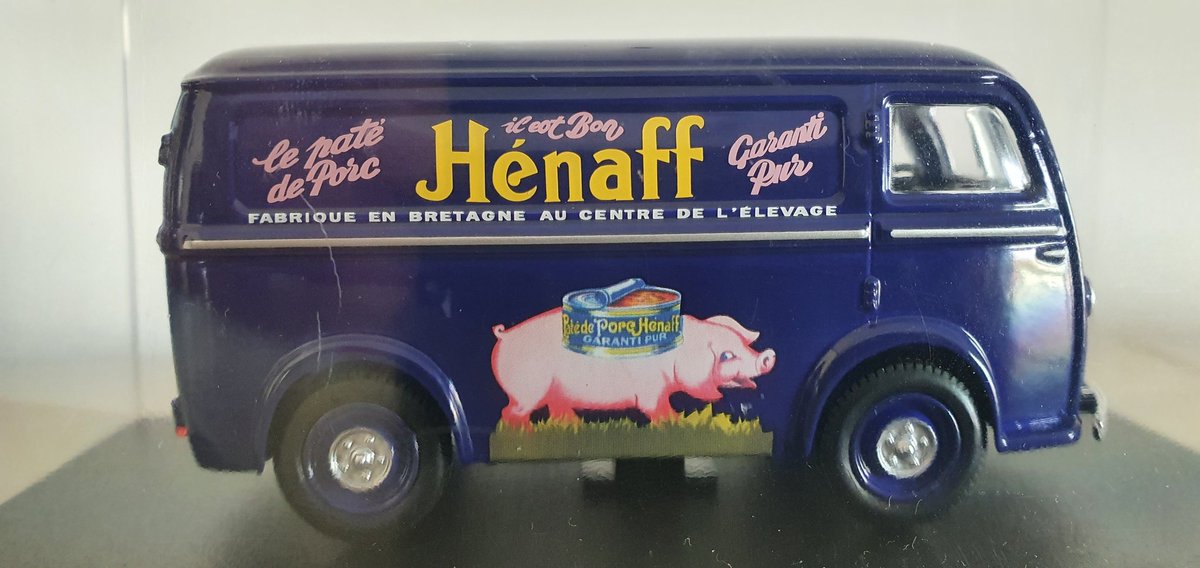 le paté
de Porc
il est Bon
Hénaff
Garanti
Pur
FABRIQUE EN BRETAGNE AU CENTRE DE L'ÉLEVAGE
Pâté de Porc Hénaff
GARANTI PUR